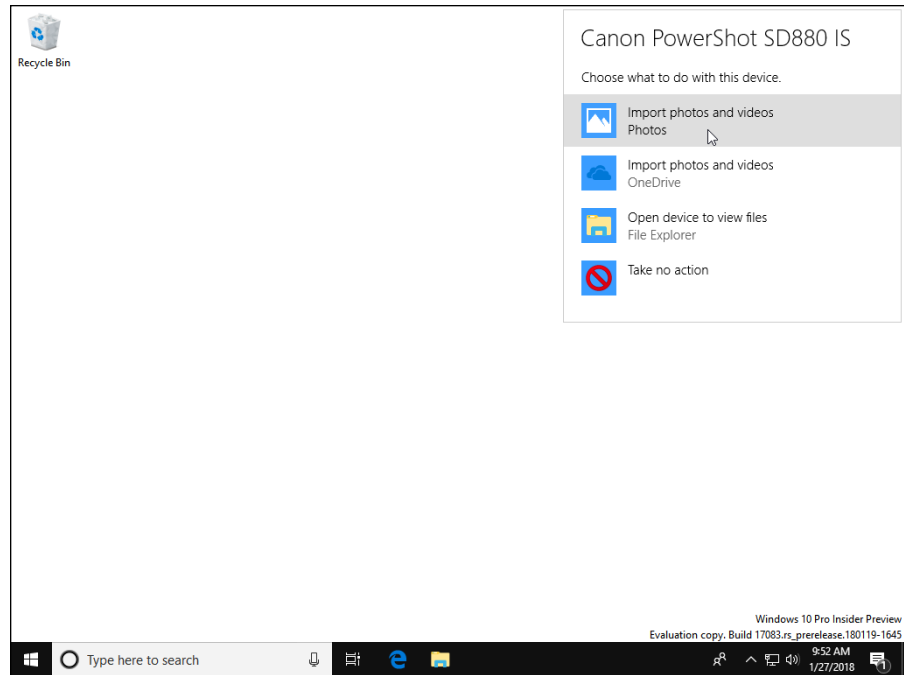 Recycle Bin
Canon PowerShot SD880 IS
Choose what to do with this device.
Import photos and videos
Photos
Import photos and videos
OneDrive
Open device to view files
File Explorer
Take no action
Windows 10 Pro Insider Preview
Evaluation copy. Build 17083.rs_prerelease.180119-1645
Type here to search
9:52 AM
1/27/2018
1